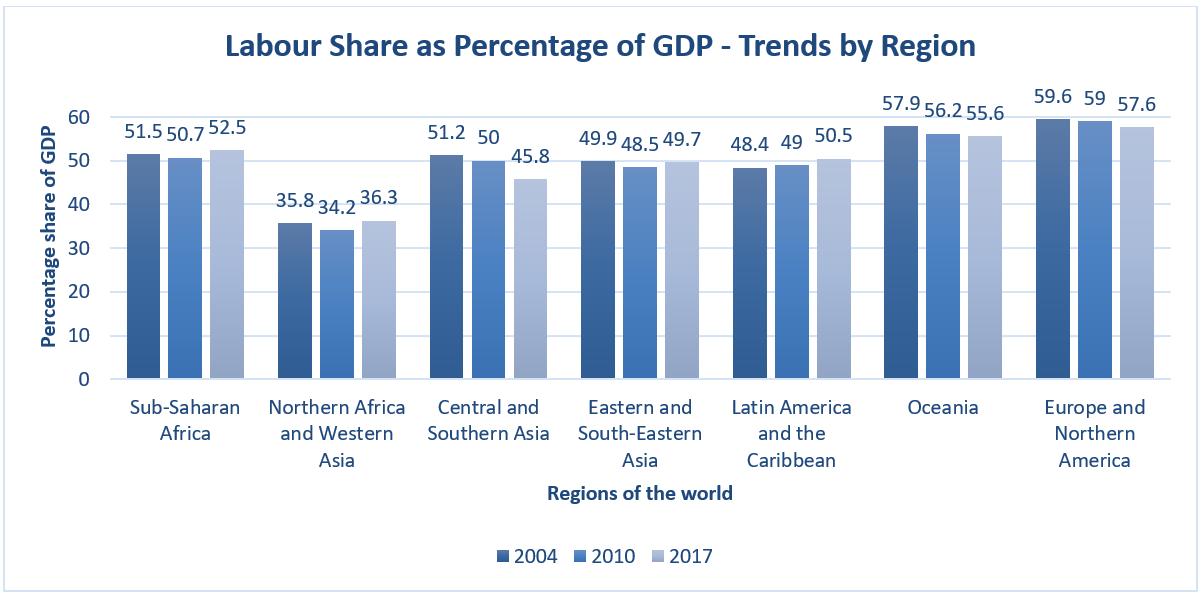 Labour Share as Percentage of GDP - Trends by Region
Percentage share of GDP
60
50
40
30
20
10
0
51.5 50.7 52.5
35.8 34.2 36.3
51.2 50 45.8
49.9 48.5 49.7
48.4 49 50.5
57.9 56.2 55.6
59.6 59 57.6
Sub-Saharan
Africa
Northern Africa
and Western
Asia
Central and
Southern Asia
Eastern and
South-Eastern
Asia
Latin America
and the
Caribbean
Oceania
Europe and
Northern
America
Regions of the world
2004 2010 2017